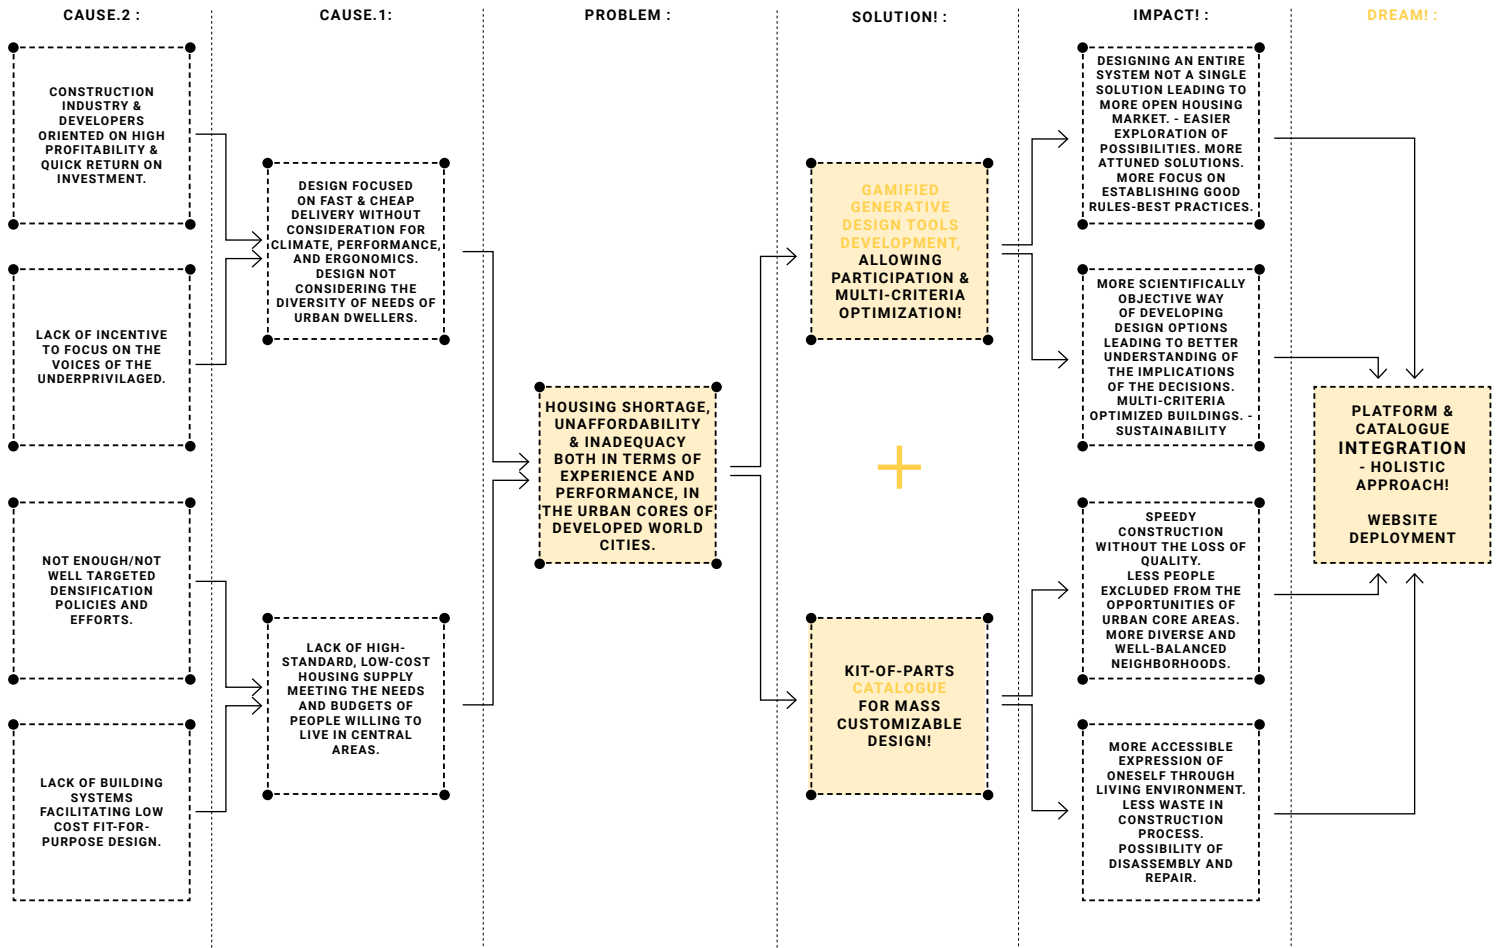 CAUSE.2 :
CONSTRUCTION
INDUSTRY &
DEVELOPERS
ORIENTED ON HIGH
PROFITABILITY &
QUICK RETURN ON
INVESTMENT.
LACK OF INCENTIVE
TO FOCUS ON THE
VOICES OF THE
UNDERPRIVILAGED.
NOT ENOUGH/NOT
WELL TARGETED
DENSIFICATION
POLICIES AND
EFFORTS.
LACK OF BUILDING
SYSTEMS
FACILITATING LOW
COST FIT-FOR-
PURPOSE DESIGN.
CAUSE.1:
DESIGN FOCUSED
ON FAST & CHEAP
DELIVERY WITHOUT
CONSIDERATION FOR
CLIMATE, PERFORMANCE,
AND ERGONOMICS.
DESIGN NOT
CONSIDERING THE
DIVERSITY OF NEEDS OF
URBAN DWELLERS.
LACK OF HIGH-
STANDARD, LOW-COST
HOUSING SUPPLY
MEETING THE NEEDS
AND BUDGETS OF
PEOPLE WILLING TO
LIVE IN CENTRAL
AREAS.
PROBLEM :
HOUSING SHORTAGE,
UNAFFORDABILITY
& INADEQUACY
BOTH IN TERMS OF
EXPERIENCE AND
PERFORMANCE, IN
THE URBAN CORES OF
DEVELOPED WORLD
CITIES.
SOLUTION! :
GAMIFIED
GENERATIVE
DESIGN TOOLS
DEVELOPMENT,
ALLOWING
PARTICIPATION &
MULTI-CRITERIA
OPTIMIZATION!
+
KIT-OF-PARTS
CATALOGUE
FOR MASS
CUSTOMIZABLE
DESIGN!
IMPACT! :
DESIGNING AN ENTIRE
SYSTEM NOT A SINGLE
SOLUTION LEADING TO
MORE OPEN HOUSING
MARKET. - EASIER
EXPLORATION OF
POSSIBILITIES. MORE
ATTUNED SOLUTIONS.
MORE FOCUS ON
ESTABLISHING GOOD
RULES-BEST PRACTICES.
MORE SCIENTIFICALLY
OBJECTIVE WAY
OF DEVELOPING
DESIGN OPTIONS
LEADING TO BETTER
UNDERSTANDING OF
THE IMPLICATIONS
OF THE DECISIONS.
MULTI-CRITERIA
OPTIMIZED BUILDINGS. -
SUSTAINABILITY
SPEEDY
CONSTRUCTION
WITHOUT THE LOSS OF
QUALITY.
LESS PEOPLE
EXCLUDED FROM THE
OPPORTUNITIES OF
URBAN CORE AREAS.
MORE DIVERSE AND
WELL-BALANCED
NEIGHBORHOODS.
MORE ACCESSIBLE
EXPRESSION OF
ONESELF THROUGH
LIVING ENVIRONMENT.
LESS WASTE IN
CONSTRUCTION
PROCESS.
POSSIBILITY OF
DISASSEMBLY AND
REPAIR.
DREAM! :
PLATFORM &
CATALOGUE
INTEGRATION
- HOLISTIC
APPROACH!
WEBSITE
DEPLOYMENT